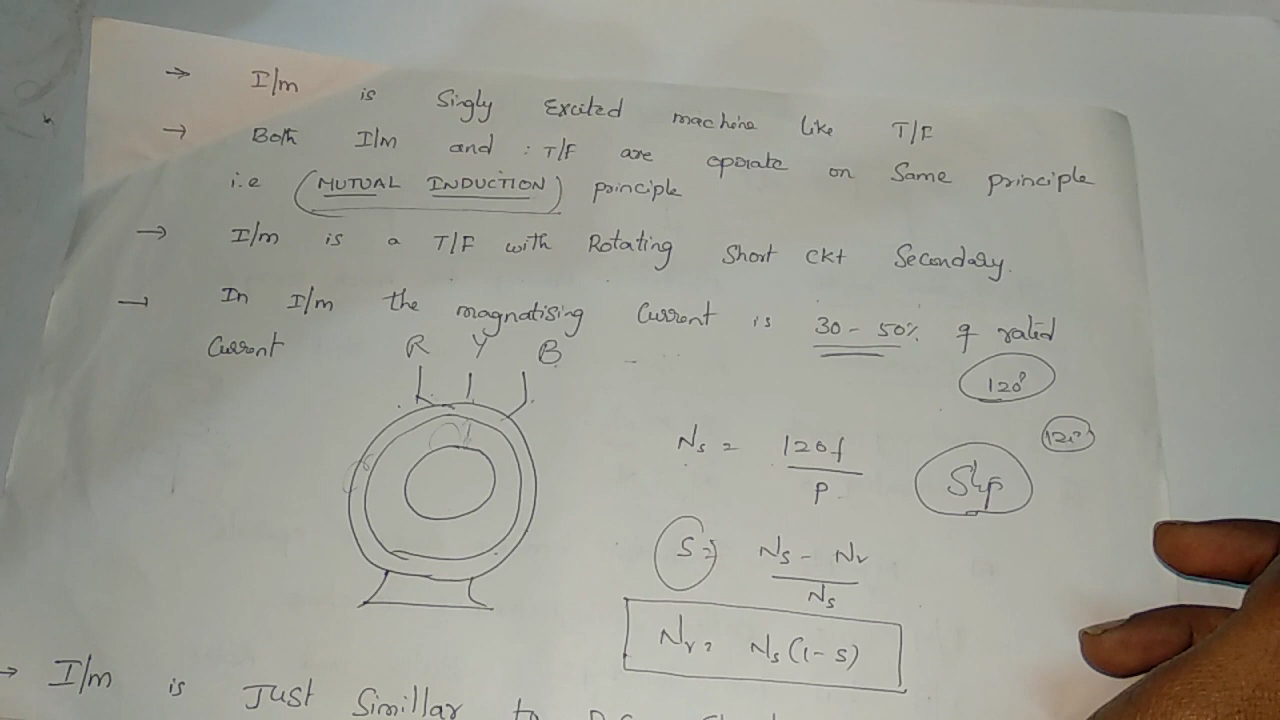 → I/m is Singly Excited machine like T/F
→ Both I/m and : T/F are operate on Same principle
i.e (MUTUAL INDUCTION) principle
→ I/m is a T/F with Rotating Short ckt Secondary.
→ In I/m the magnatising Current is 30 - 50% of rated
Current
R Y B
120°
Ns = 120f / P
Slip
S = Ns - Nr / Ns
Nr = Ns (1 - s)
→ I/m is Just Simillar to